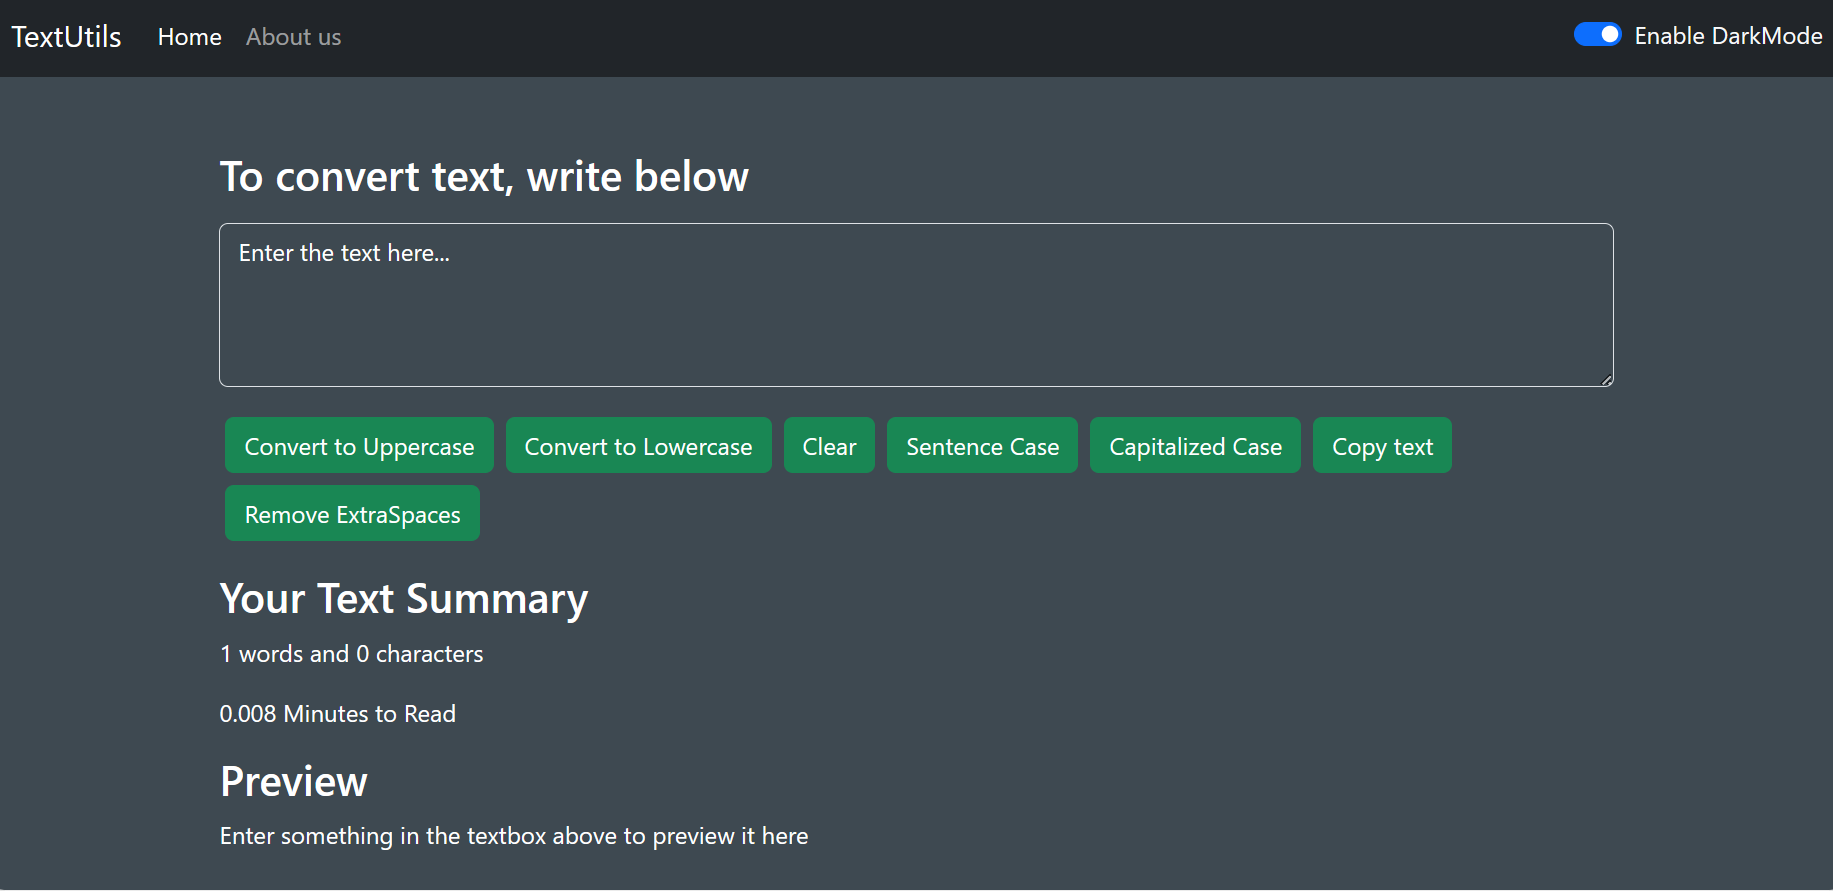 TextUtils Home About us Enable DarkMode
To convert text, write below
Enter the text here...
Convert to Uppercase Convert to Lowercase Clear Sentence Case Capitalized Case Copy text
Remove ExtraSpaces
Your Text Summary
1 words and 0 characters
0.008 Minutes to Read
Preview
Enter something in the textbox above to preview it here